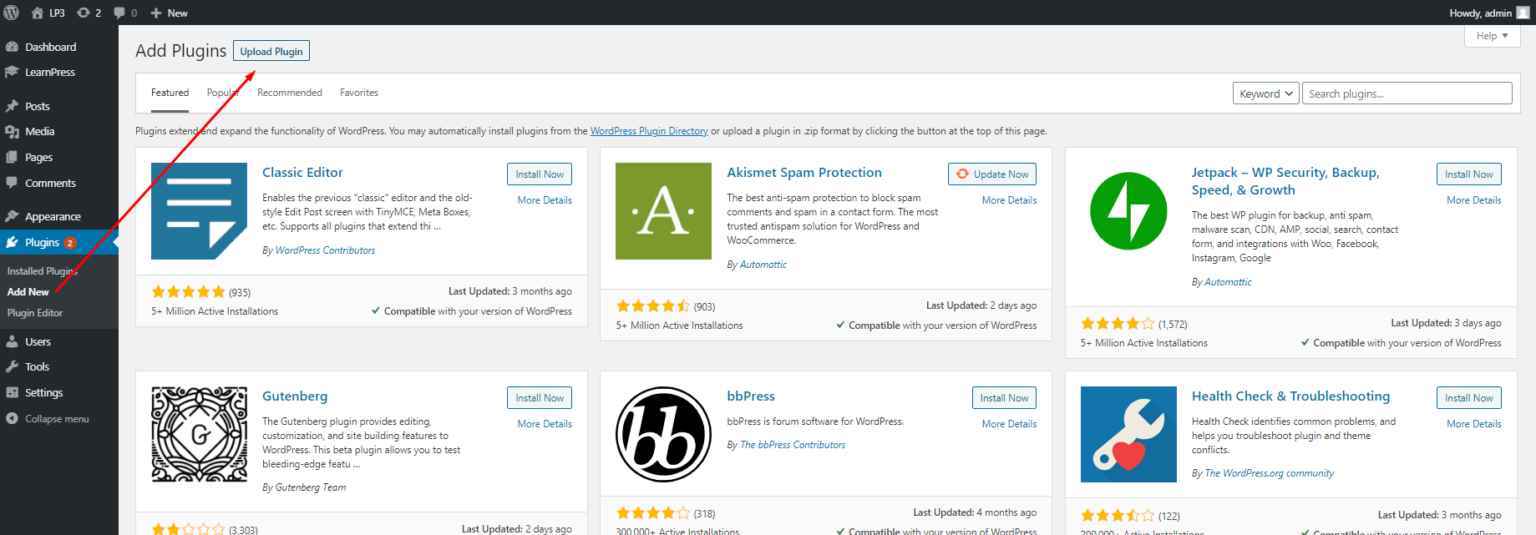 LP3 2 0 New Howdy, admin
Help
Dashboard
LearnPress
Posts
Media
Pages
Comments
Appearance
Plugins 2
Installed Plugins
Add New
Plugin Editor
Users
Tools
Settings
Collapse menu
Add Plugins Upload Plugin
Featured Popular Recommended Favorites Keyword Search plugins...
Plugins extend and expand the functionality of WordPress. You may automatically install plugins from the WordPress Plugin Directory or upload a plugin in .zip format by clicking the button at the top of this page.
Classic Editor
Install Now
More Details
Enables the previous "classic" editor and the old-
style Edit Post screen with TinyMCE, Meta Boxes,
etc. Supports all plugins that extend thi ...
By WordPress Contributors
(935) Last Updated: 3 months ago
5+ Million Active Installations Compatible with your version of WordPress
A
Akismet Spam Protection
Update Now
More Details
The best anti-spam protection to block spam
comments and spam in a contact form. The most
trusted antispam solution for WordPress and
WooCommerce.
By Automattic
(903) Last Updated: 2 days ago
5+ Million Active Installations Compatible with your version of WordPress
Jetpack – WP Security, Backup,
Speed, & Growth
Install Now
More Details
The best WP plugin for backup, anti spam,
malware scan, CDN, AMP, social, search, contact
form, and integrations with Woo, Facebook,
Instagram, Google
By Automattic
(1,572) Last Updated: 3 days ago
5+ Million Active Installations Compatible with your version of WordPress
G
Gutenberg
Install Now
More Details
The Gutenberg plugin provides editing,
customization, and site building features to
WordPress. This beta plugin allows you to test
bleeding-edge featu ...
By Gutenberg Team
(3,303) Last Updated: 2 days ago
bb
bbPress
Install Now
More Details
bbPress is forum software for WordPress.
By The bbPress Contributors
(318) Last Updated: 4 months ago
300,000+ Active Installations Compatible with your version of WordPress
Health Check & Troubleshooting
Install Now
More Details
Health Check identifies common problems, and
helps you troubleshoot plugin and theme
conflicts.
By The WordPress.org community
(122) Last Updated: 3 months ago
200,000+ Active Installations Compatible with your version of WordPress